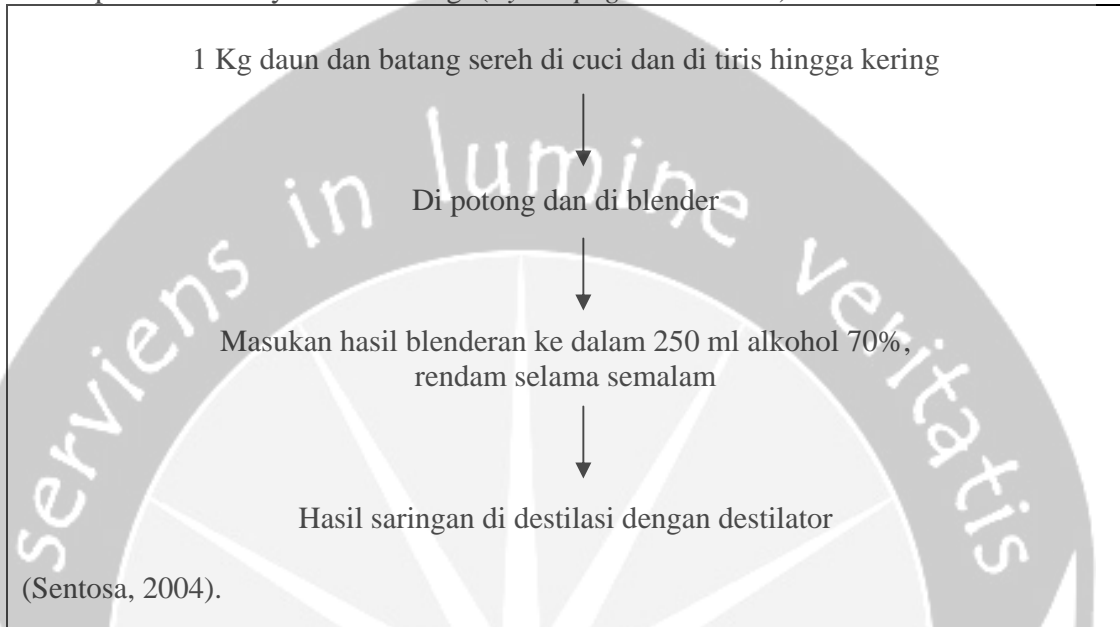 1 Kg daun dan batang sereh di cuci dan di tiris hingga kering
Di potong dan di blender
Masukan hasil blenderan ke dalam 250 ml alkohol 70%,
rendam selama semalam
Hasil saringan di destilasi dengan destilator
(Sentosa, 2004).
serviens in lumine veritatis